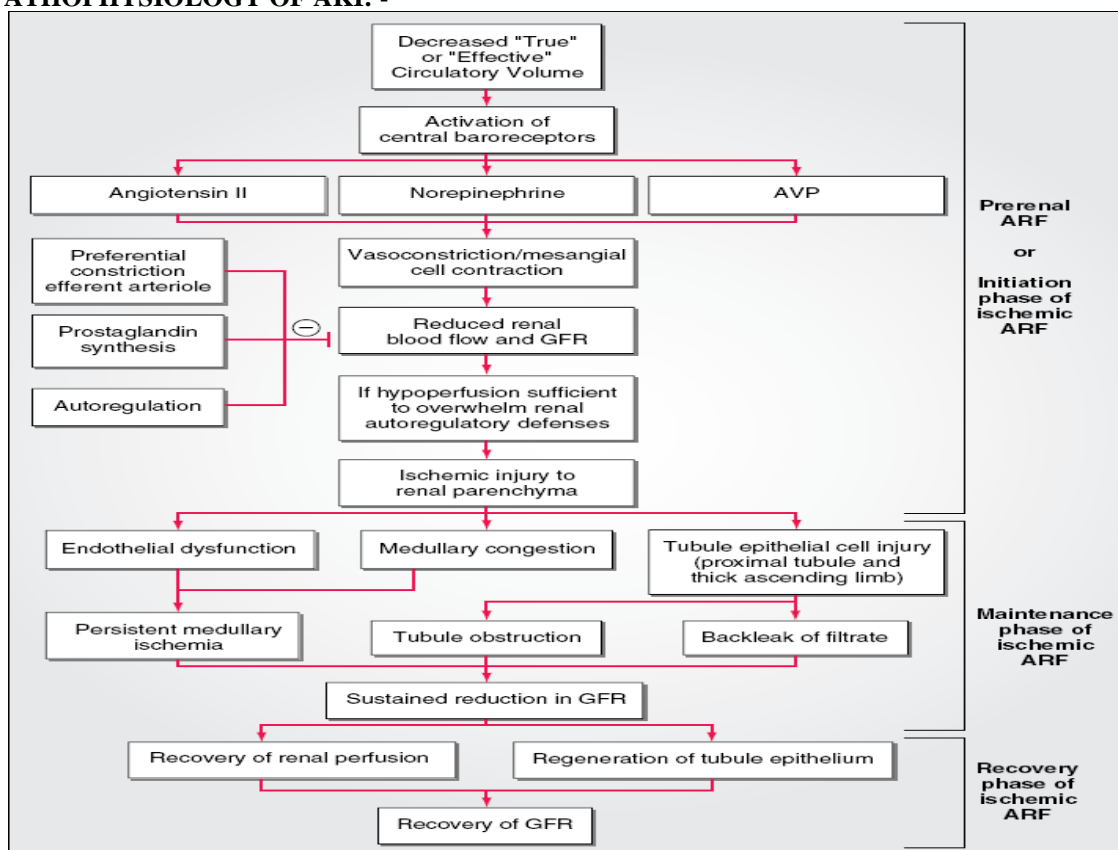 ATHOPHYSIOLOGY OF ARF: -
Decreased "True"
or "Effective"
Circulatory Volume
Activation of
central baroreceptors
Angiotensin II
Norepinephrine
AVP
Prerenal
ARF
or
Initiation
phase of
ischemic
ARF
Preferential
constriction
efferent arteriole
Vasoconstriction/mesangial
cell contraction
Prostaglandin
synthesis
−
Reduced renal
blood flow and GFR
Autoregulation
If hypoperfusion sufficient
to overwhelm renal
autoregulatory defenses
Ischemic injury to
renal parenchyma
Endothelial dysfunction
Medullary congestion
Tubule epithelial cell injury
(proximal tubule and
thick ascending limb)
Maintenance
phase of
ischemic
ARF
Persistent medullary
ischemia
Tubule obstruction
Backleak of filtrate
Sustained reduction in GFR
Recovery of renal perfusion
Regeneration of tubule epithelium
Recovery
phase of
ischemic
ARF
Recovery of GFR